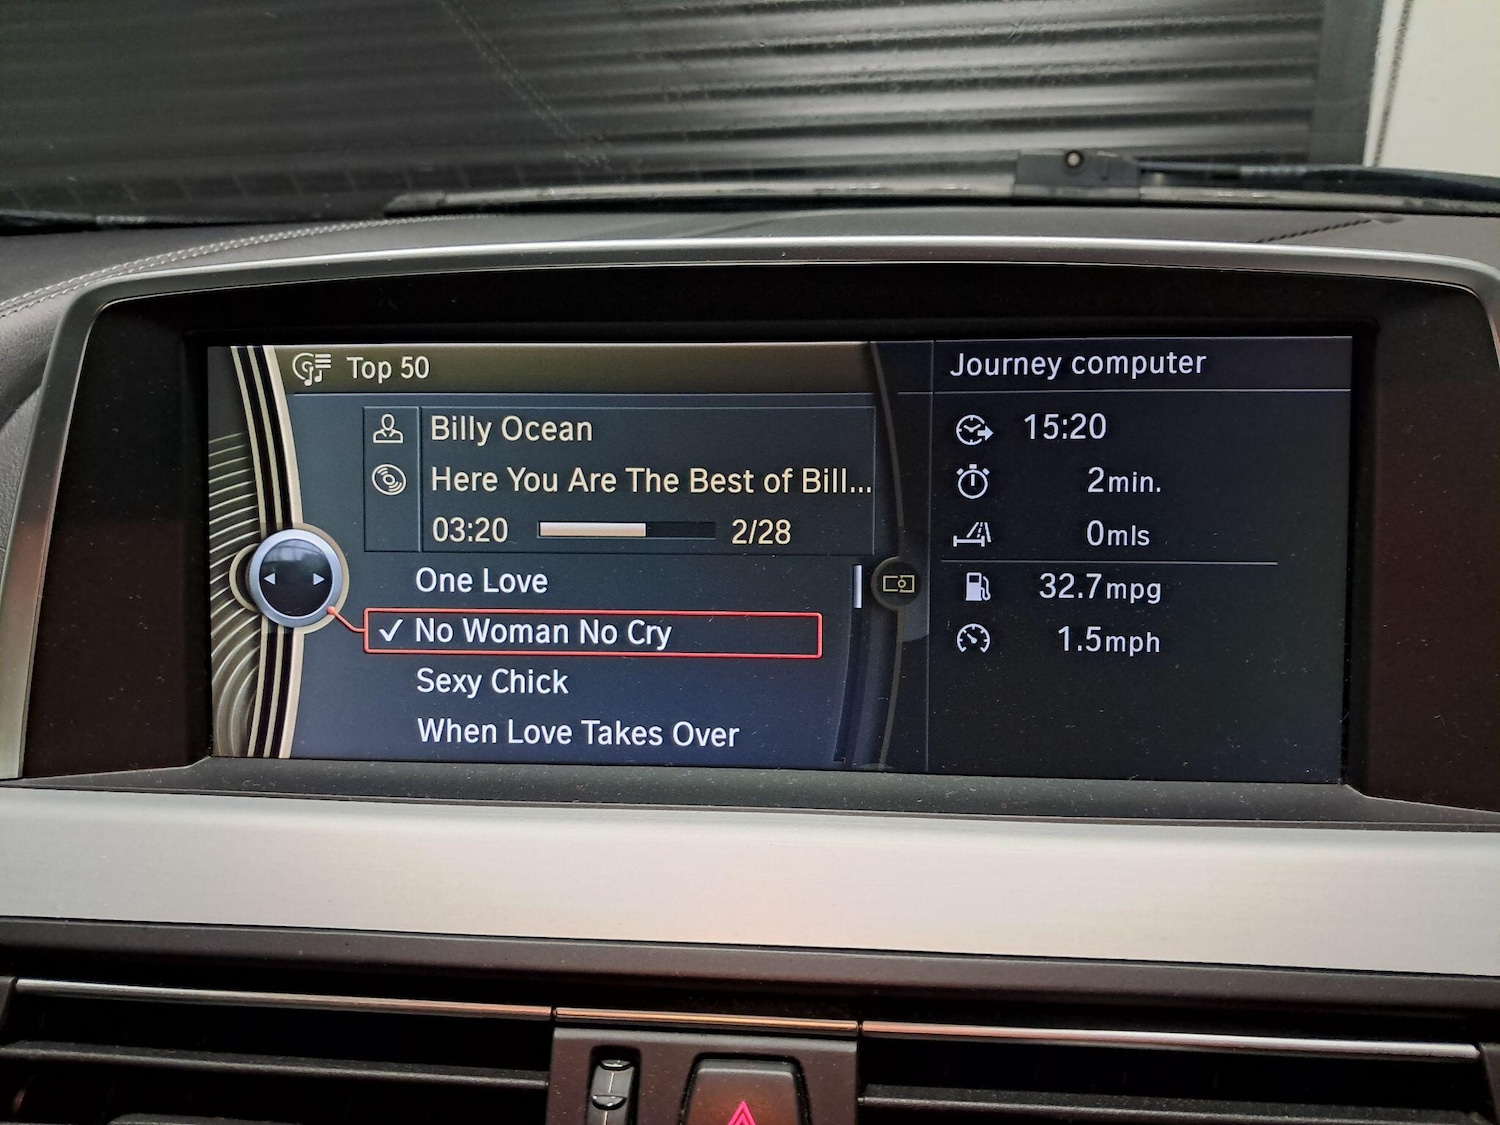 Top 50
Billy Ocean
Here You Are The Best of Bill...
03:20 2/28
One Love
No Woman No Cry
Sexy Chick
When Love Takes Over
Journey computer
15:20
2min.
0mls
32.7mpg
1.5mph